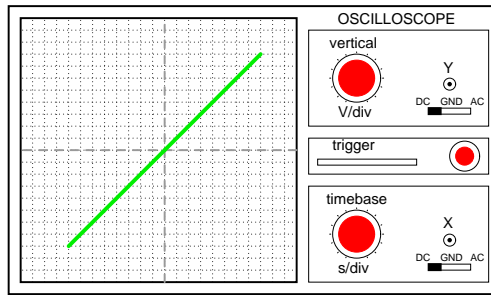 OSCILLOSCOPE
vertical
Y
DC GND AC
V/div
trigger
timebase
X
DC GND AC
s/div